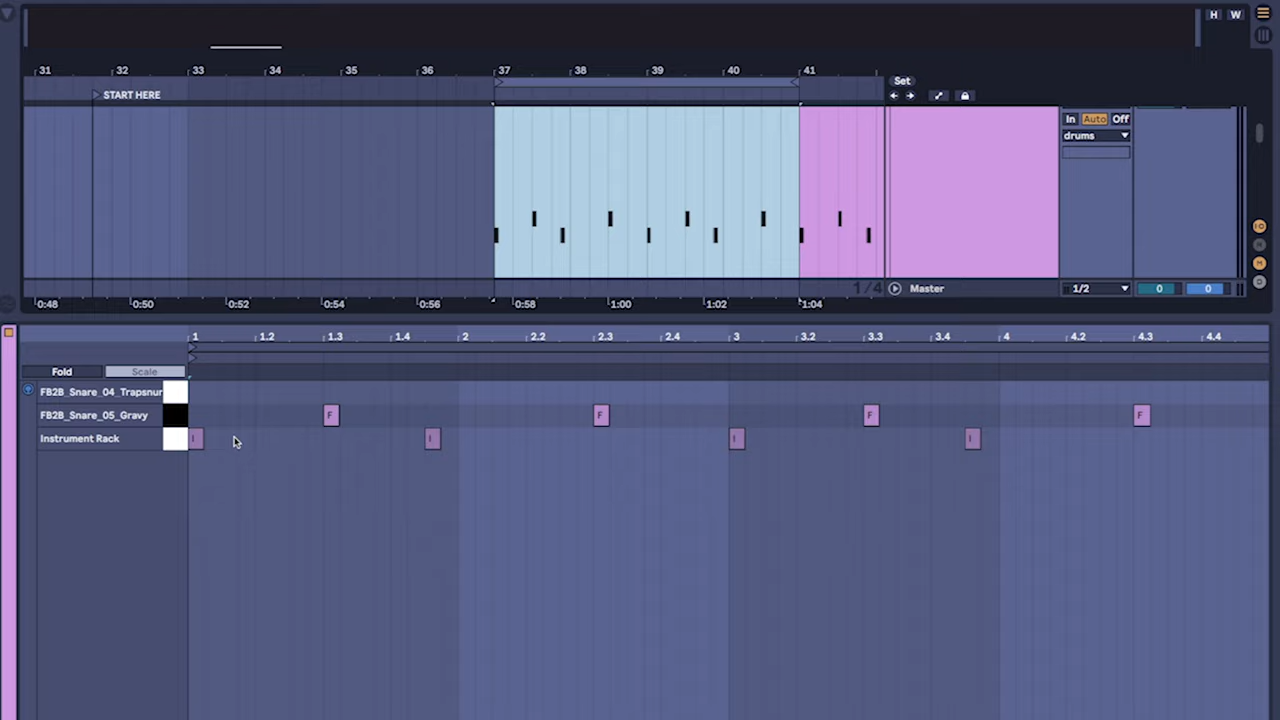 H W
31 32 33 34 35 36 37 38 39 40 41
Set
START HERE
In Auto Off
drums
1/4
Master
1/2 0 0
0:48 0:50 0:52 0:54 0:56 0:58 1:00 1:02 1:04
1 1.2 1.3 1.4 2 2.2 2.3 2.4 3 3.2 3.3 3.4 4 4.2 4.3 4.4
Fold Scale
FB2B_Snare_04_Trapsnur
FB2B_Snare_05_Gravy F F F F
Instrument Rack I I I I